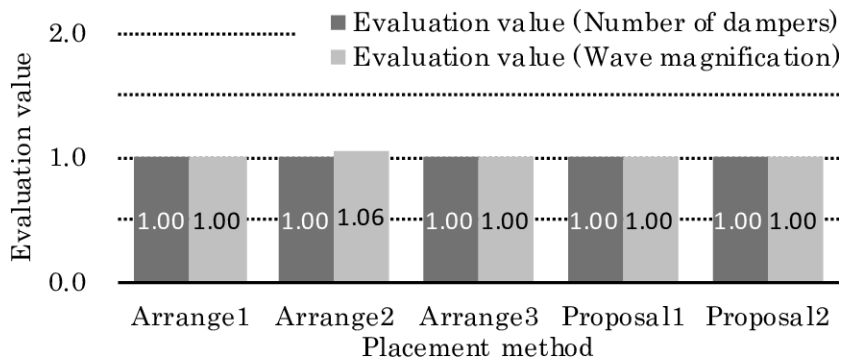 Evaluation value (Number of dampers)
Evaluation value (Wave magnification)
Evaluation value
2.0
1.0
0.0
1.00 1.00 1.00 1.06 1.00 1.00 1.00 1.00 1.00 1.00
Arrange1 Arrange2 Arrange3 Proposal1 Proposal2
Placement method